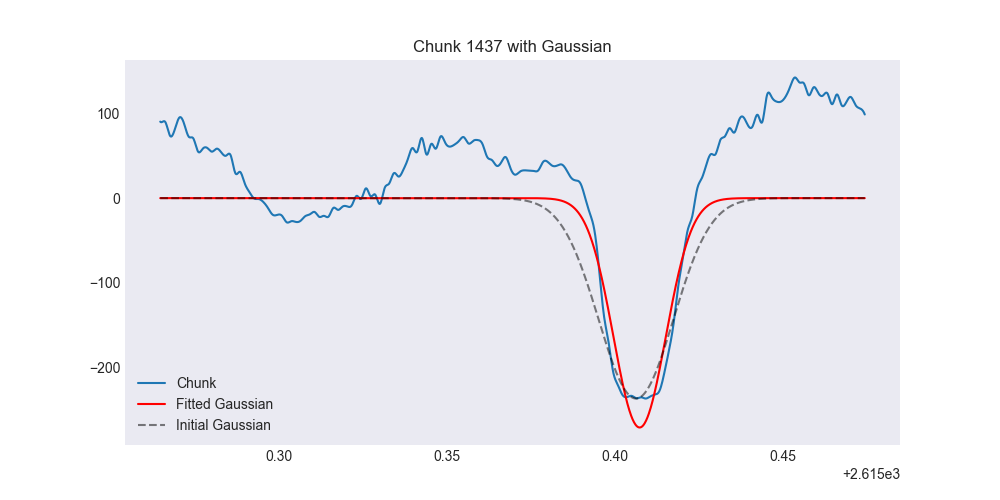 Chunk 1437 with Gaussian
100
0
−100
−200
Chunk
Fitted Gaussian
Initial Gaussian
0.30 0.35 0.40 0.45
+2.615e3